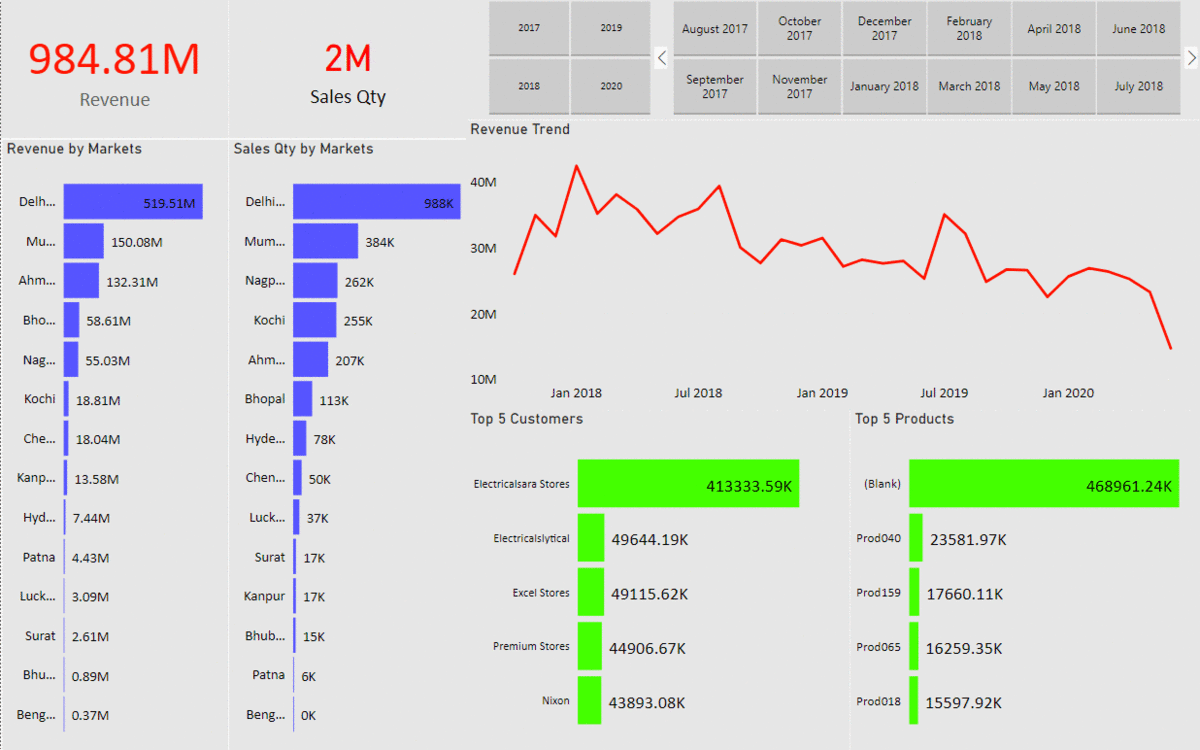 984.81M
Revenue
2M
Sales Qty
2017
2019
2018
2020
August 2017
October
2017
December
2017
February
2018
April 2018
June 2018
September
2017
November
2017
January 2018
March 2018
May 2018
July 2018
Revenue by Markets
Delh... 519.51M
Mu... 150.08M
Ahm... 132.31M
Bho... 58.61M
Nag... 55.03M
Kochi 18.81M
Che... 18.04M
Kanp... 13.58M
Hyd... 7.44M
Patna 4.43M
Luck... 3.09M
Surat 2.61M
Bhu... 0.89M
Beng... 0.37M
Sales Qty by Markets
Delhi... 988K
Mum... 384K
Nagp... 262K
Kochi 255K
Ahm... 207K
Bhopal 113K
Hyde... 78K
Chen... 50K
Luck... 37K
Surat 17K
Kanpur 17K
Bhub... 15K
Patna 6K
Beng... 0K
Revenue Trend
40M
30M
20M
10M
Jan 2018 Jul 2018 Jan 2019 Jul 2019 Jan 2020
Top 5 Customers
Electricalsara Stores 413333.59K
Electricalslytical 49644.19K
Excel Stores 49115.62K
Premium Stores 44906.67K
Nixon 43893.08K
Top 5 Products
(Blank) 468961.24K
Prod040 23581.97K
Prod159 17660.11K
Prod065 16259.35K
Prod018 15597.92K